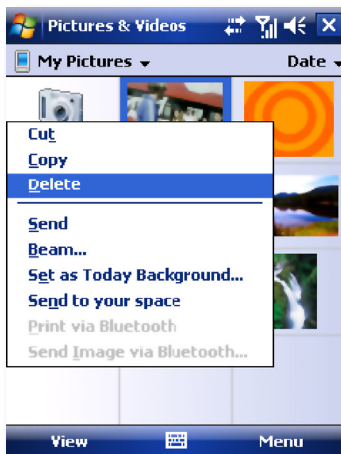 Pictures & Videos
My Pictures Date
Cut
Copy
Delete
Send
Beam...
Set as Today Background...
Send to your space
Print via Bluetooth
Send Image via Bluetooth...
View Menu